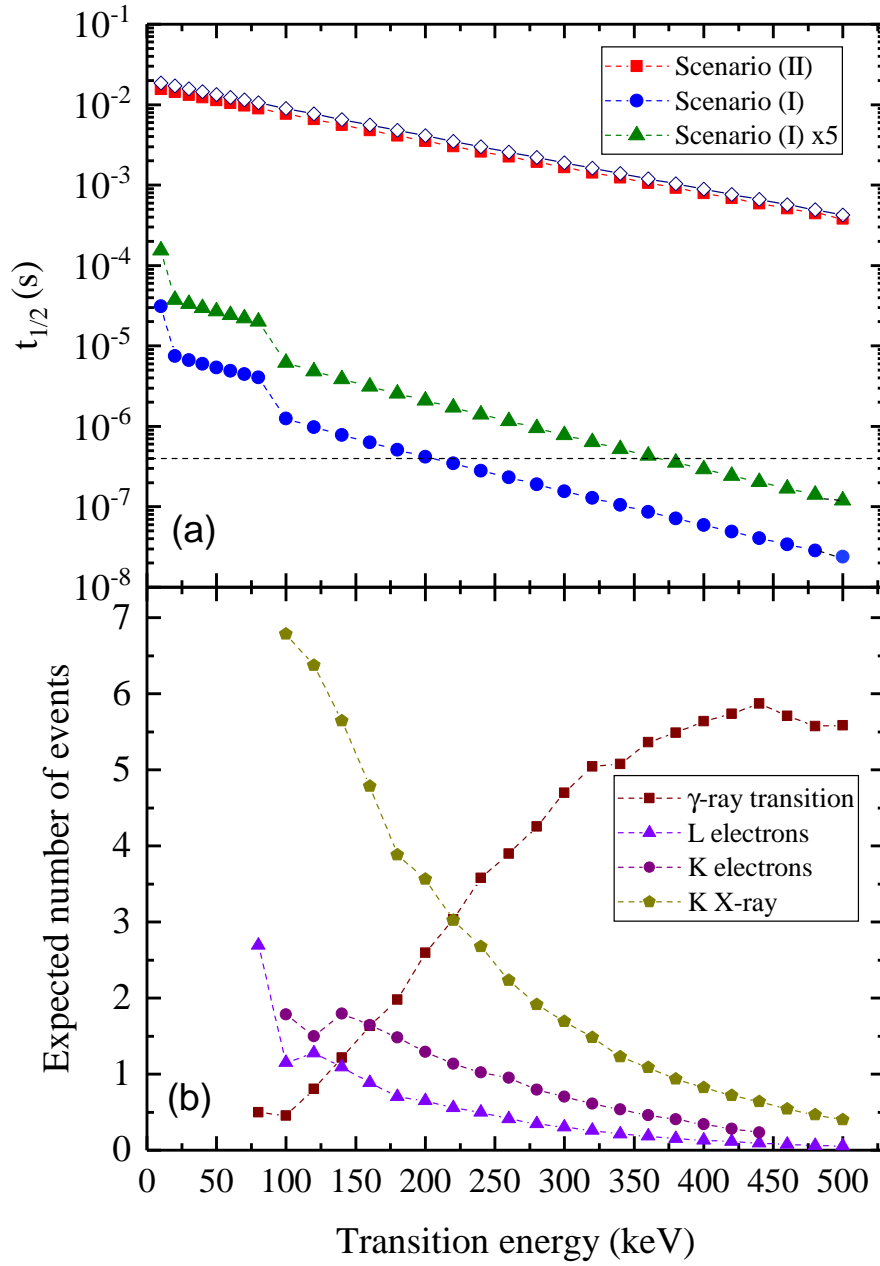 10^-1
10^-2
10^-3
10^-4
10^-5
10^-6
10^-7
10^-8
t_1/2 (s)
Scenario (II)
Scenario (I)
Scenario (I) x5
(a)
7
6
5
4
3
2
1
0
Expected number of events
γ-ray transition
L electrons
K electrons
K X-ray
(b)
0 50 100 150 200 250 300 350 400 450 500
Transition energy (keV)